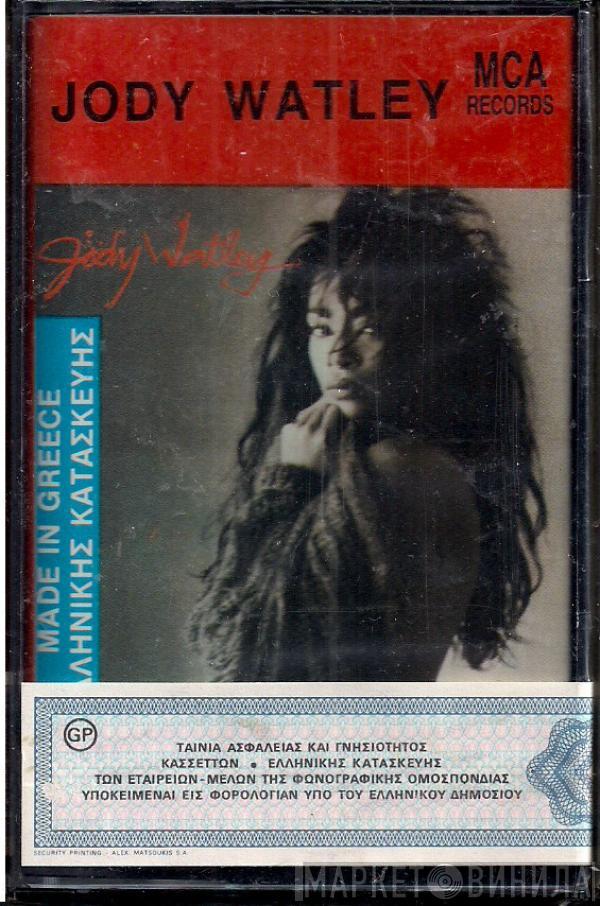 JODY WATLEY
MCA
RECORDS
Jody Watley
MADE IN GREECE
ΛΗΝΙΚΗΣ ΚΑΤΑΣΚΕΥΗΣ
GP
ΤΑΙΝΙΑ ΑΣΦΑΛΕΙΑΣ ΚΑΙ ΓΝΗΣΙΟΤΗΤΟΣ
ΚΑΣΣΕΤΤΩΝ • ΕΛΛΗΝΙΚΗΣ ΚΑΤΑΣΚΕΥΗΣ
ΤΩΝ ΕΤΑΙΡΕΙΩΝ-ΜΕΛΩΝ ΤΗΣ ΦΩΝΟΓΡΑΦΙΚΗΣ ΟΜΟΣΠΟΝΔΙΑΣ
ΥΠΟΚΕΙΜΕΝΑΙ ΕΙΣ ΦΟΡΟΛΟΓΙΑΝ ΥΠΟ ΤΟΥ ΕΛΛΗΝΙΚΟΥ ΔΗΜΟΣΙΟΥ
SECURITY PRINTING - ALEX. MATSOUKIS S.A.
МАРКЕТ ВИНИЛА